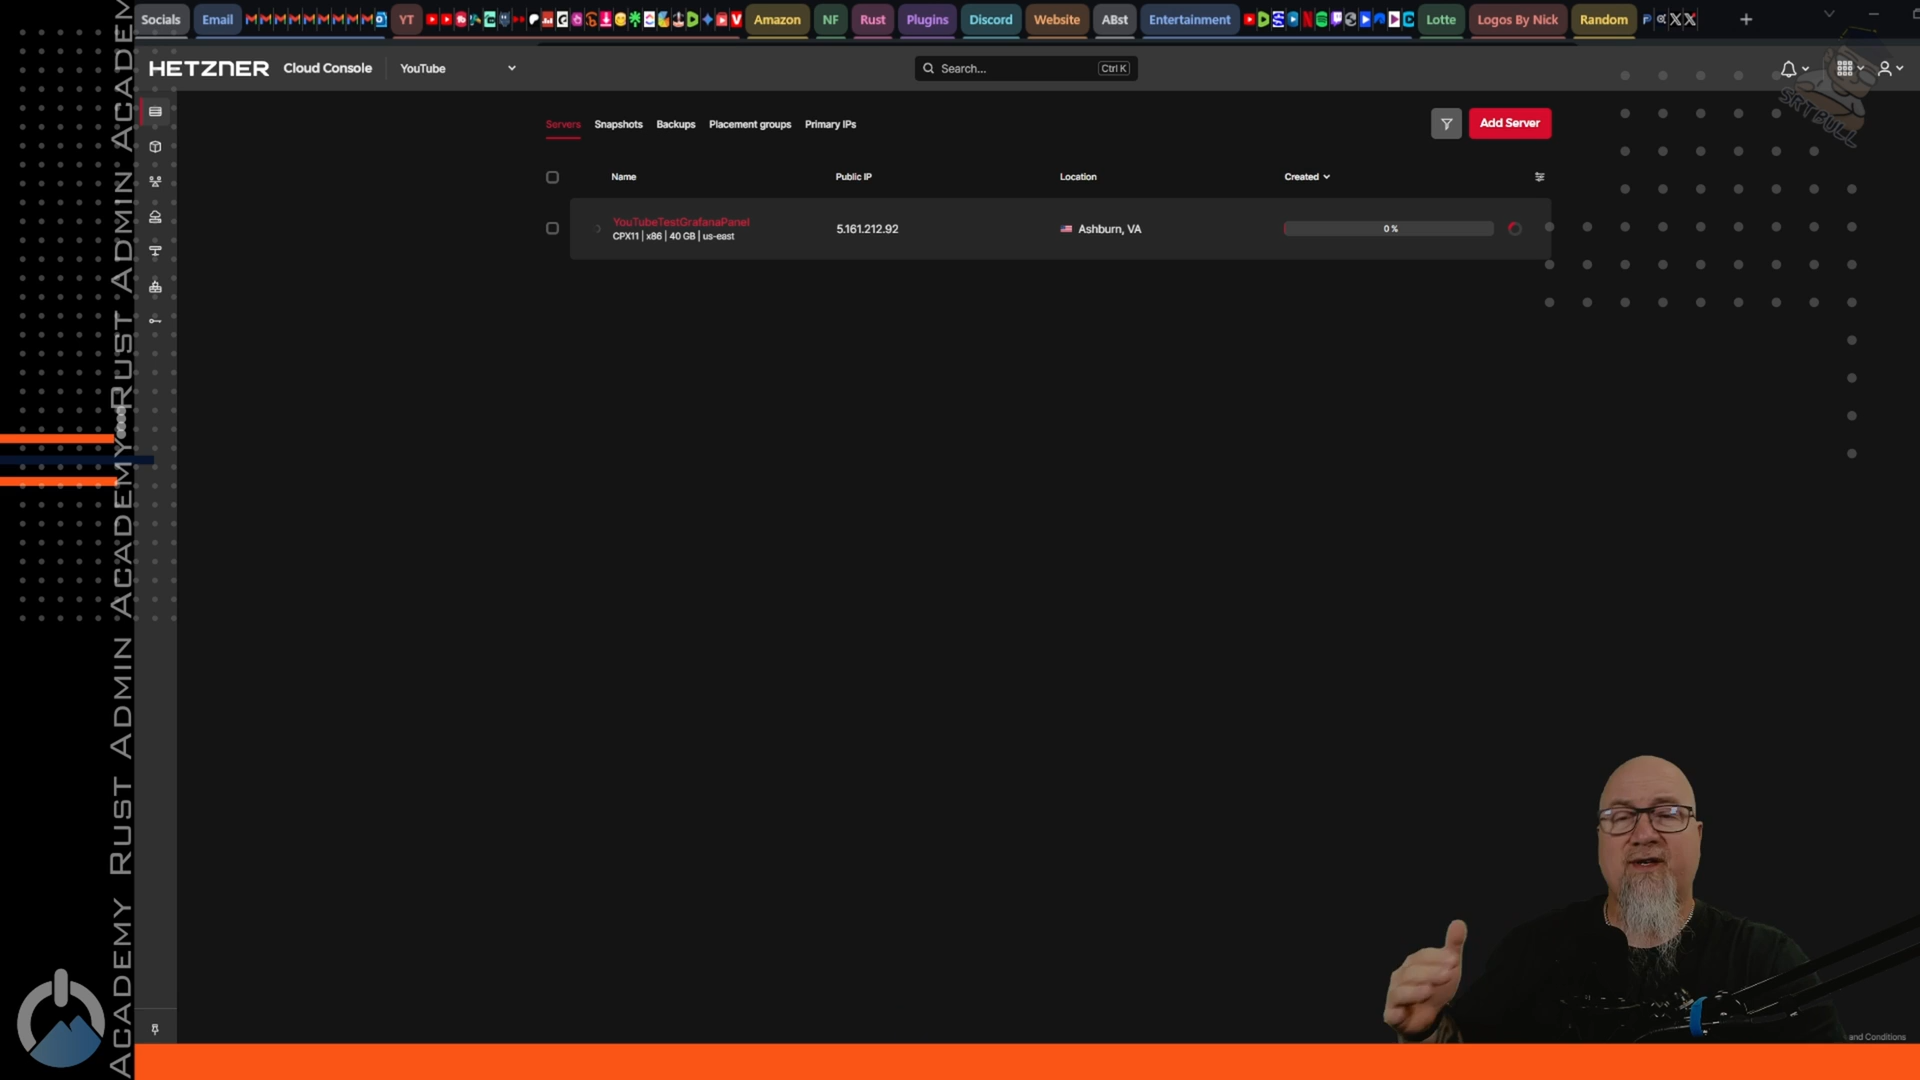 Socials Email YT Amazon NF Rust Plugins Discord Website ABst Entertainment Lotte Logos By Nick Random
HETZNER Cloud Console YouTube Search... Ctrl K
SRTBULL
Servers Snapshots Backups Placement groups Primary IPs Add Server
Name Public IP Location Created
YouTubeTestGrafanaPanel
CPX11 | x86 | 40 GB | us-east
5.161.212.92
Ashburn, VA
0 %
ACADEMY RUST ADMIN ACADEMY RUST ADMIN ACADEM
and Conditions